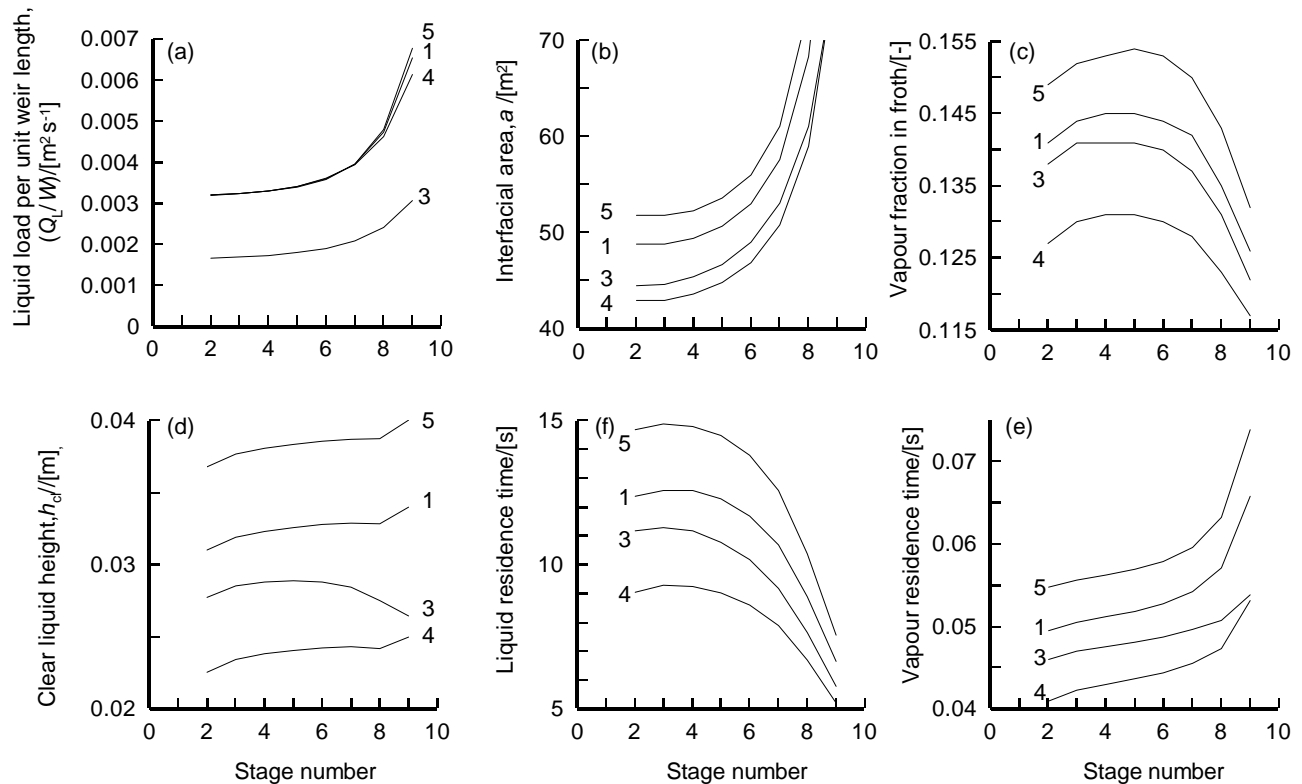 Liquid load per unit weir length,
(Q_L/W)/[m² s⁻¹]
0.007
0.006
0.005
0.004
0.003
0.002
0.001
0
(a)
5
1
4
3
0 2 4 6 8 10
Interfacial area,a /[m²]
70
60
50
40
(b)
5
1
3
4
0 2 4 6 8 10
Vapour fraction in froth/[-]
0.155
0.145
0.135
0.125
0.115
(c)
5
1
3
4
0 2 4 6 8 10
Clear liquid height,h_cl//[m],
0.04
0.03
0.02
(d)
5
1
3
4
0 2 4 6 8 10
Stage number
Liquid residence time/[s]
15
10
5
(f)
5
1
3
4
0 2 4 6 8 10
Stage number
Vapour residence time/[s]
0.07
0.06
0.05
0.04
(e)
5
1
3
4
0 2 4 6 8 10
Stage number